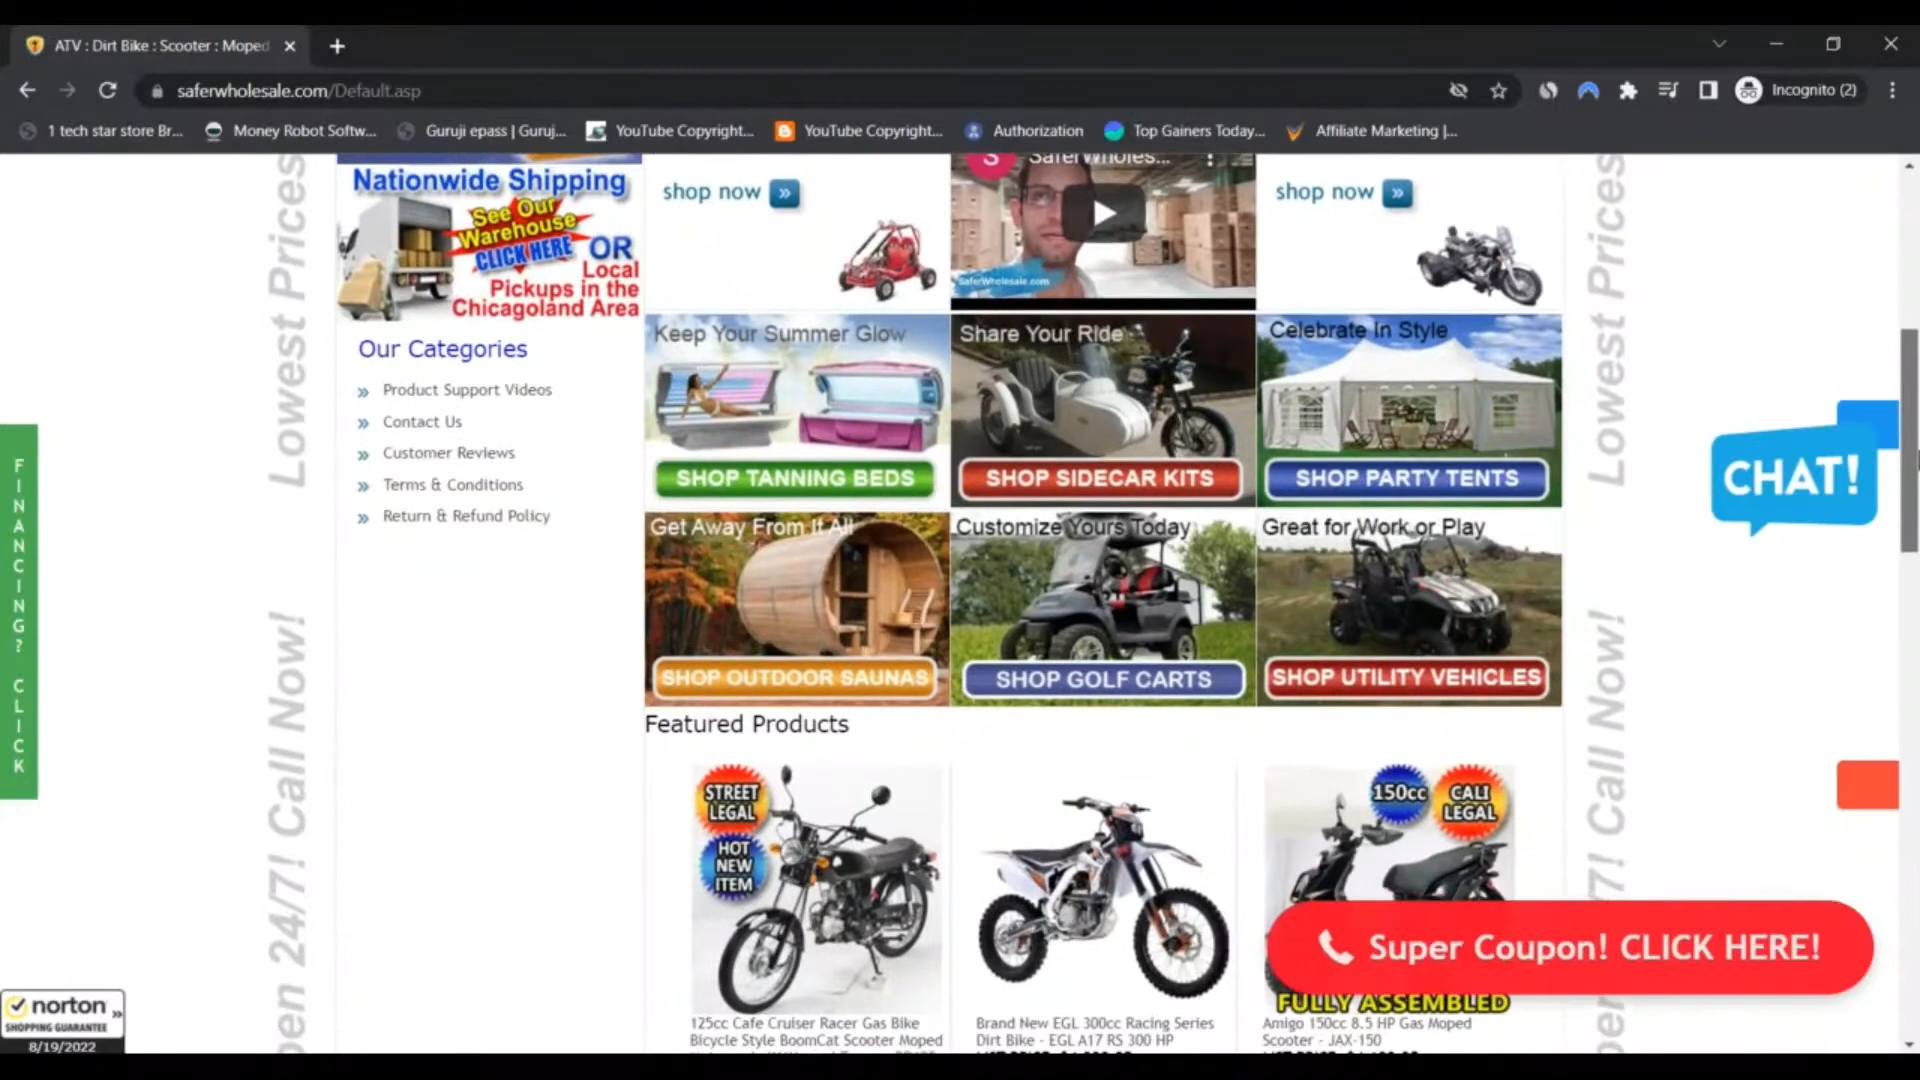 ATV : Dirt Bike : Scooter : Moped
saferwholesale.com/Default.asp
Incognito (2)
1 tech star store Br...
Money Robot Softw...
Guruji epass | Guruj...
YouTube Copyright...
YouTube Copyright...
Authorization
Top Gainers Today...
Affiliate Marketing |...
Lowest Prices
Open 24/7! Call Now!
FINANCING? CLICK
Nationwide Shipping
See Our
Warehouse
CLICK HERE OR
Local
Pickups in the
Chicagoland Area
Our Categories
Product Support Videos
Contact Us
Customer Reviews
Terms & Conditions
Return & Refund Policy
shop now
S
SaferWholes...
SaferWholesale.com
shop now
Keep Your Summer Glow
SHOP TANNING BEDS
Share Your Ride
SHOP SIDECAR KITS
Celebrate In Style
SHOP PARTY TENTS
Get Away From It All
SHOP OUTDOOR SAUNAS
Customize Yours Today
SHOP GOLF CARTS
Great for Work or Play
SHOP UTILITY VEHICLES
Featured Products
STREET
LEGAL
HOT
NEW
ITEM
125cc Cafe Cruiser Racer Gas Bike
Bicycle Style BoomCat Scooter Moped
Brand New EGL 300cc Racing Series
Dirt Bike - EGL A17 RS 300 HP
150cc
CALI
LEGAL
FULLY ASSEMBLED
Amigo 150cc 8.5 HP Gas Moped
Scooter - JAX-150
Lowest Prices
Call Now!
CHAT!
Super Coupon! CLICK HERE!
norton
SHOPPING GUARANTEE
8/19/2022